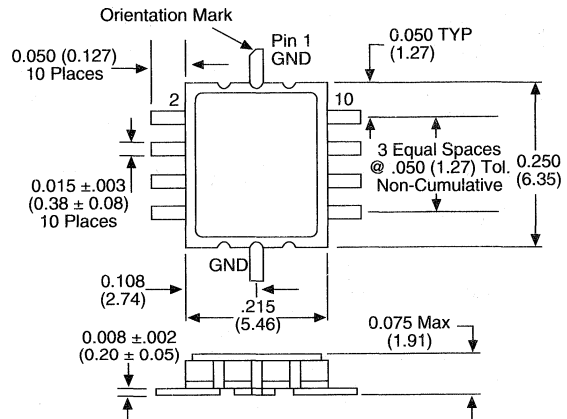 Orientation Mark
Pin 1
GND
0.050 TYP
(1.27)
0.050 (0.127)
10 Places
2
10
3 Equal Spaces
@ .050 (1.27) Tol.
Non-Cumulative
0.250
(6.35)
0.015 ±.003
(0.38 ± 0.08)
10 Places
GND
0.108
(2.74)
.215
(5.46)
0.008 ±.002
(0.20 ± 0.05)
0.075 Max
(1.91)